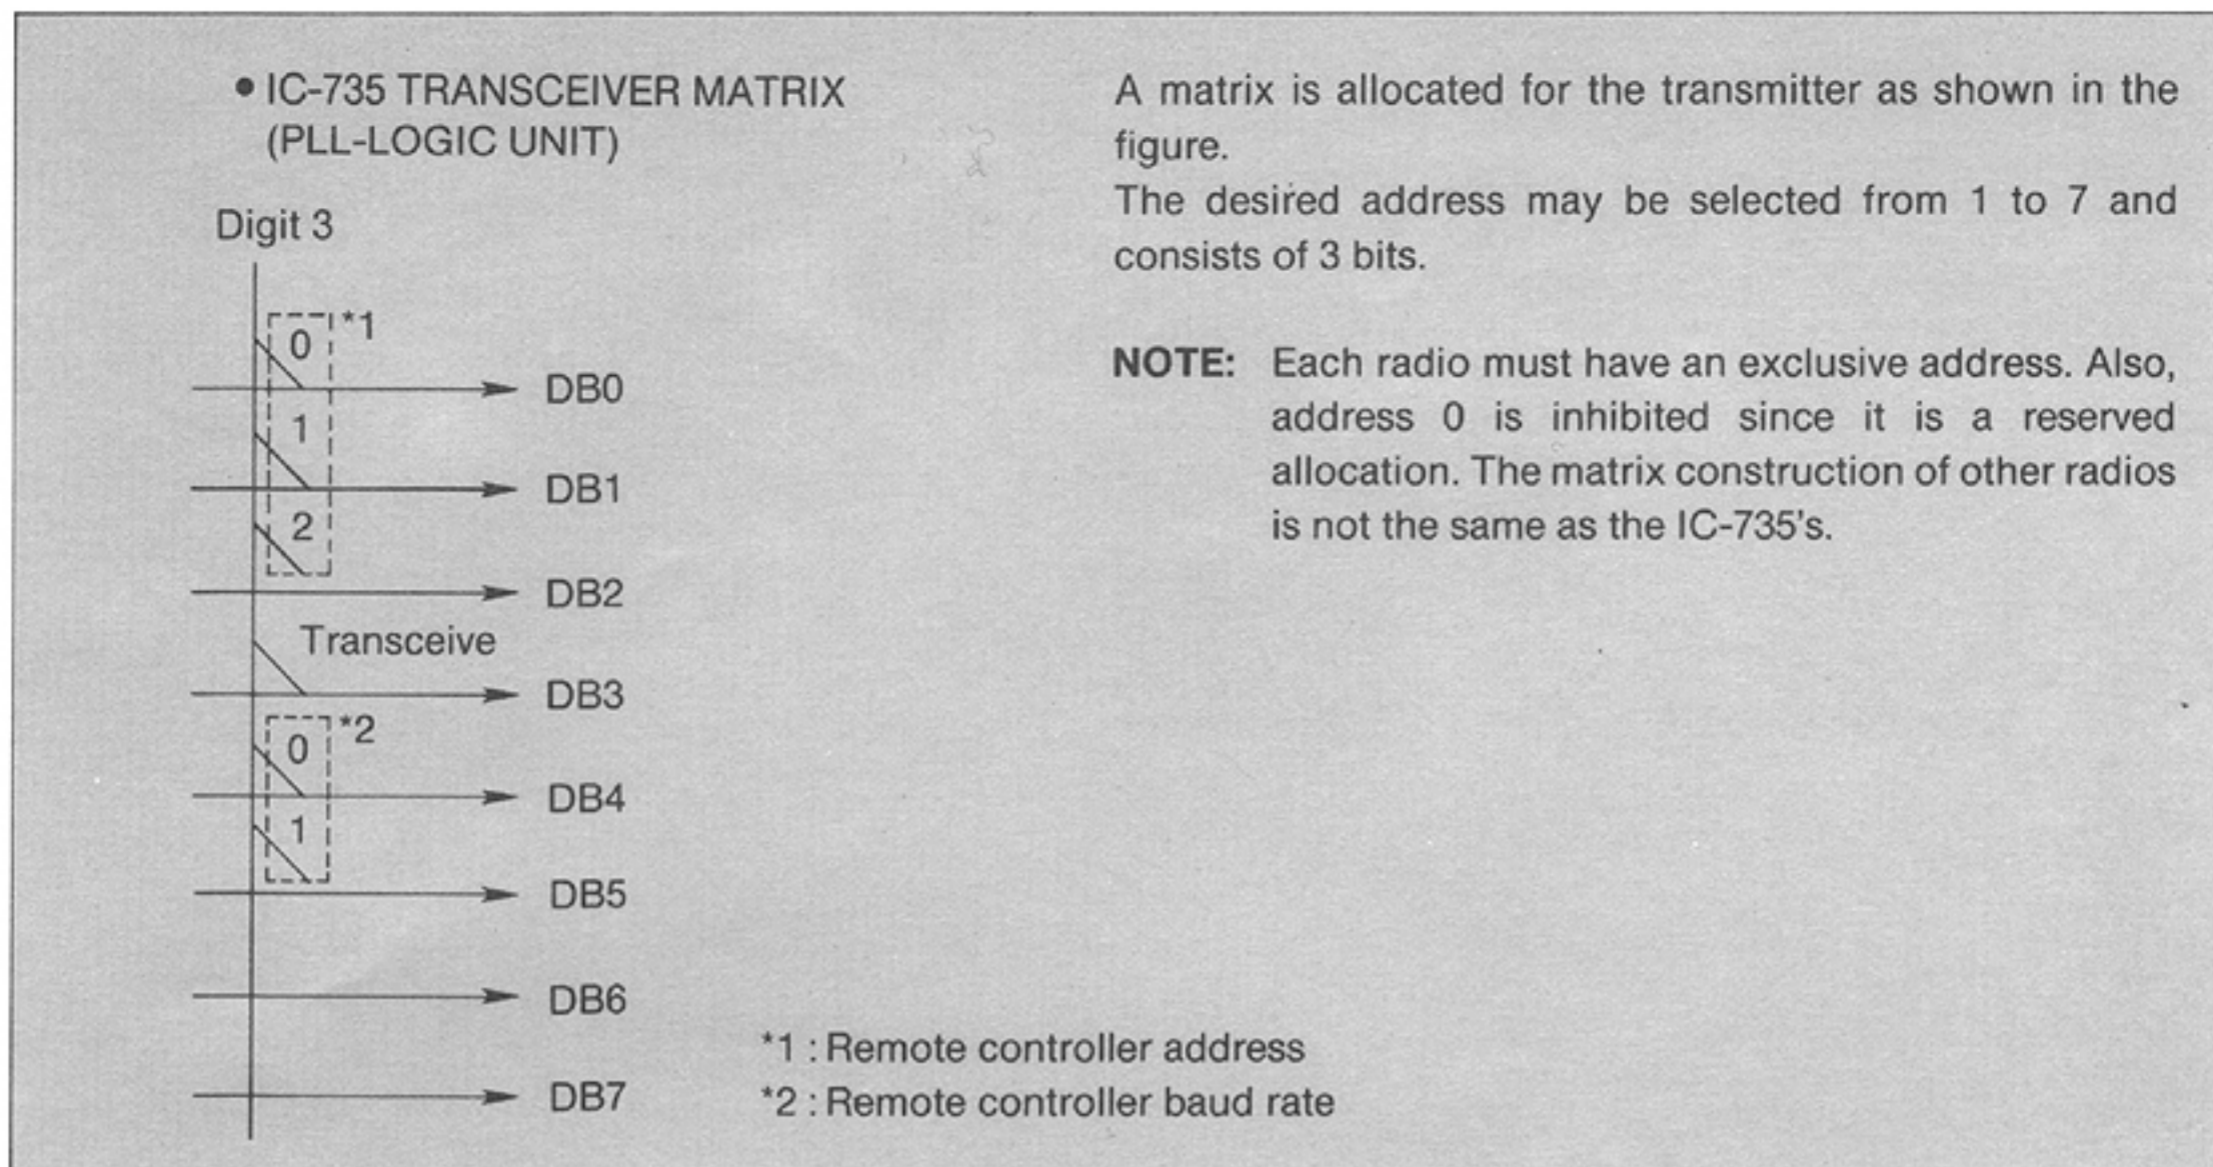 • IC-735 TRANSCEIVER MATRIX
(PLL-LOGIC UNIT)
Digit 3
0 *1
DB0
1
DB1
2
DB2
Transceive
DB3
0 *2
DB4
1
DB5
DB6
DB7
*1 : Remote controller address
*2 : Remote controller baud rate
A matrix is allocated for the transmitter as shown in the
figure.
The desired address may be selected from 1 to 7 and
consists of 3 bits.
NOTE: Each radio must have an exclusive address. Also,
address 0 is inhibited since it is a reserved
allocation. The matrix construction of other radios
is not the same as the IC-735's.